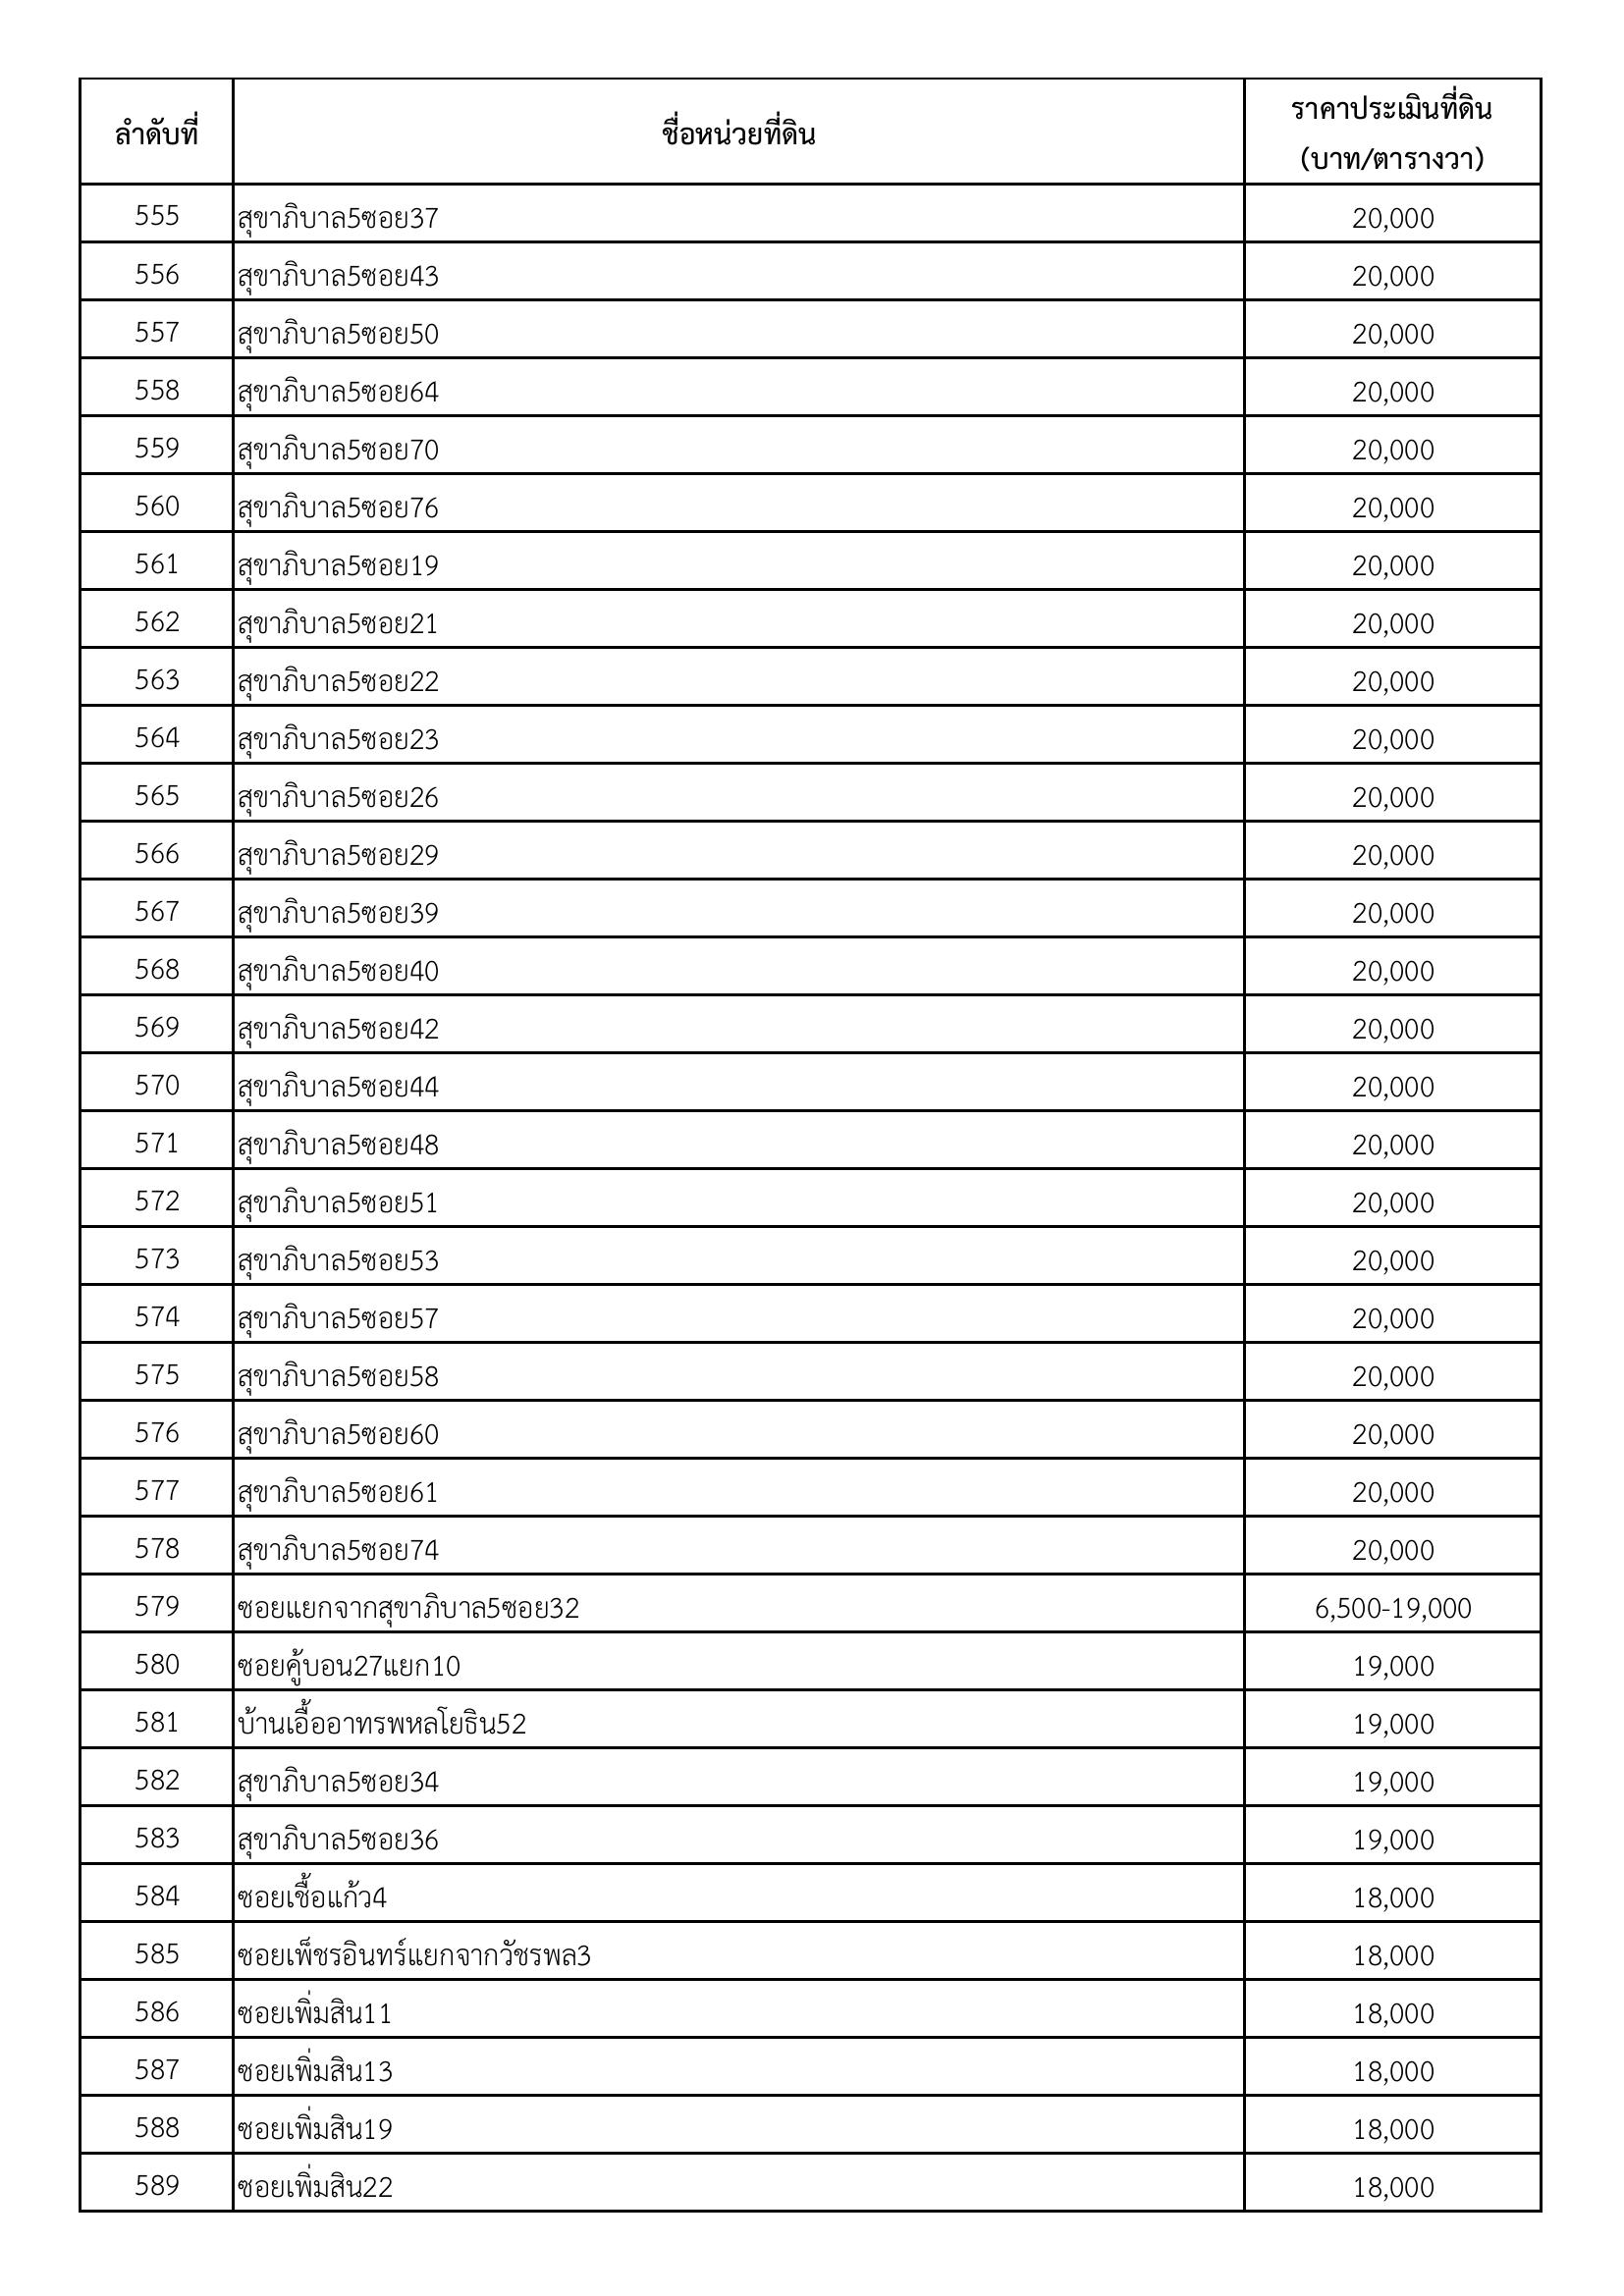 ลำดับที่ ชื่อหน่วยที่ดิน ราคาประเมินที่ดิน
(บาท/ตารางวา)
555 สุขาภิบาล5ซอย37 20,000
556 สุขาภิบาล5ซอย43 20,000
557 สุขาภิบาล5ซอย50 20,000
558 สุขาภิบาล5ซอย64 20,000
559 สุขาภิบาล5ซอย70 20,000
560 สุขาภิบาล5ซอย76 20,000
561 สุขาภิบาล5ซอย19 20,000
562 สุขาภิบาล5ซอย21 20,000
563 สุขาภิบาล5ซอย22 20,000
564 สุขาภิบาล5ซอย23 20,000
565 สุขาภิบาล5ซอย26 20,000
566 สุขาภิบาล5ซอย29 20,000
567 สุขาภิบาล5ซอย39 20,000
568 สุขาภิบาล5ซอย40 20,000
569 สุขาภิบาล5ซอย42 20,000
570 สุขาภิบาล5ซอย44 20,000
571 สุขาภิบาล5ซอย48 20,000
572 สุขาภิบาล5ซอย51 20,000
573 สุขาภิบาล5ซอย53 20,000
574 สุขาภิบาล5ซอย57 20,000
575 สุขาภิบาล5ซอย58 20,000
576 สุขาภิบาล5ซอย60 20,000
577 สุขาภิบาล5ซอย61 20,000
578 สุขาภิบาล5ซอย74 20,000
579 ซอยแยกจากสุขาภิบาล5ซอย32 6,500-19,000
580 ซอยคู้บอน27แยก10 19,000
581 บ้านเอื้ออาทรพหลโยธิน52 19,000
582 สุขาภิบาล5ซอย34 19,000
583 สุขาภิบาล5ซอย36 19,000
584 ซอยเชื้อแก้ว4 18,000
585 ซอยเพ็ชรอินทร์แยกจากวัชรพล3 18,000
586 ซอยเพิ่มสิน11 18,000
587 ซอยเพิ่มสิน13 18,000
588 ซอยเพิ่มสิน19 18,000
589 ซอยเพิ่มสิน22 18,000